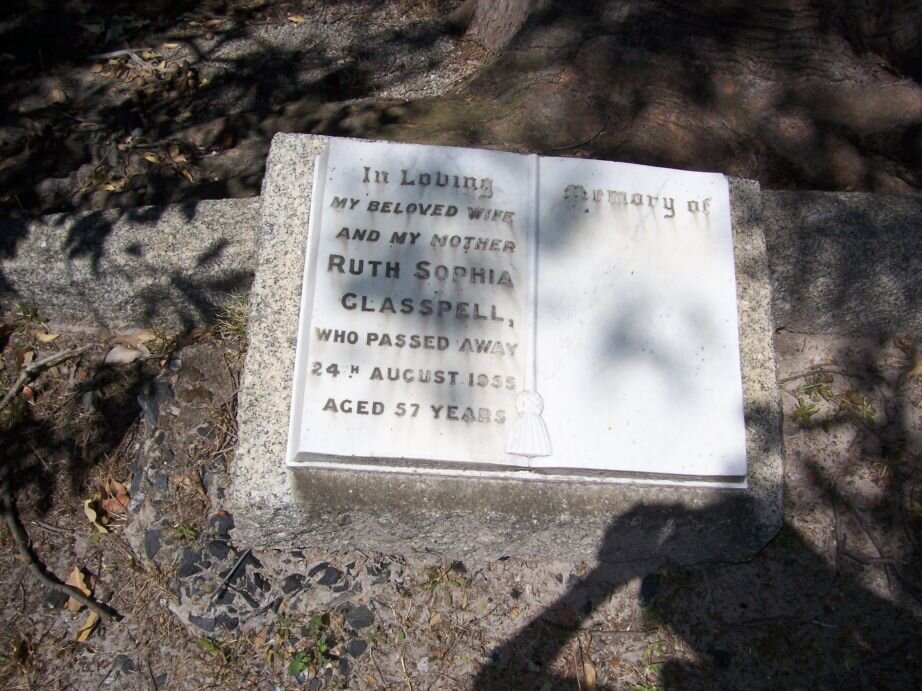 In Loving Memory of
MY BELOVED WIFE
AND MY MOTHER
RUTH SOPHIA
GLASSPELL,
WHO PASSED AWAY
24TH AUGUST 1955
AGED 57 YEARS